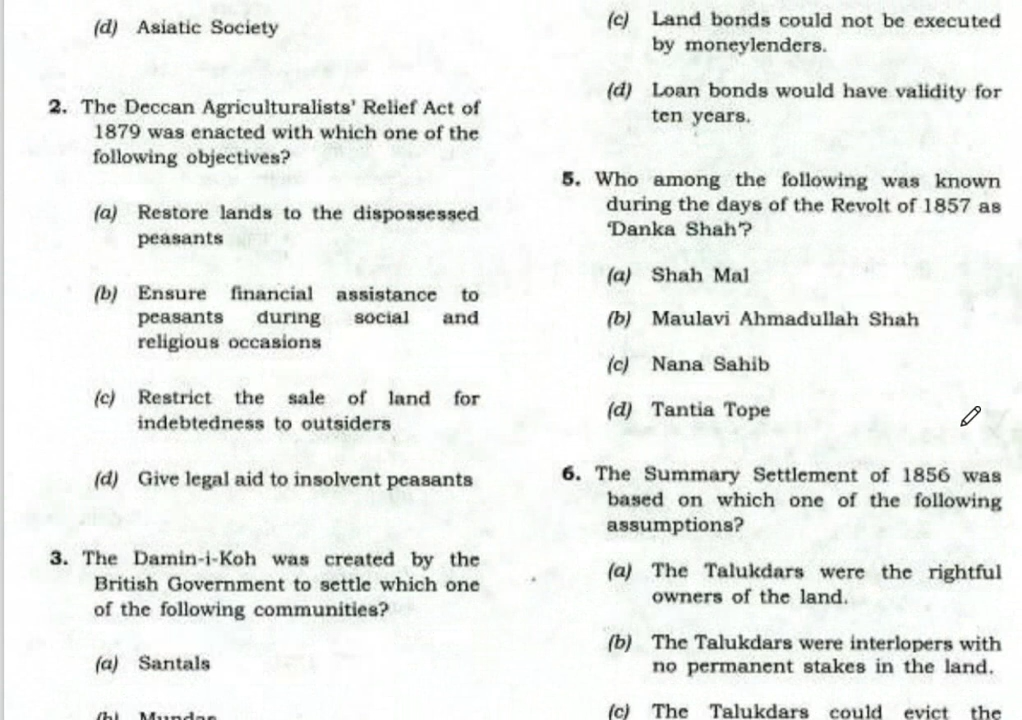 (d) Asiatic Society
2. The Deccan Agriculturalists' Relief Act of
1879 was enacted with which one of the
following objectives?
(a) Restore lands to the dispossessed
peasants
(b) Ensure financial assistance to
peasants during social and
religious occasions
(c) Restrict the sale of land for
indebtedness to outsiders
(d) Give legal aid to insolvent peasants
3. The Damin-i-Koh was created by the
British Government to settle which one
of the following communities?
(a) Santals
(b) Mundas
(c) Land bonds could not be executed
by moneylenders.
(d) Loan bonds would have validity for
ten years.
5. Who among the following was known
during the days of the Revolt of 1857 as
'Danka Shah'?
(a) Shah Mal
(b) Maulavi Ahmadullah Shah
(c) Nana Sahib
(d) Tantia Tope
6. The Summary Settlement of 1856 was
based on which one of the following
assumptions?
(a) The Talukdars were the rightful
owners of the land.
(b) The Talukdars were interlopers with
no permanent stakes in the land.
(c) The Talukdars could evict the